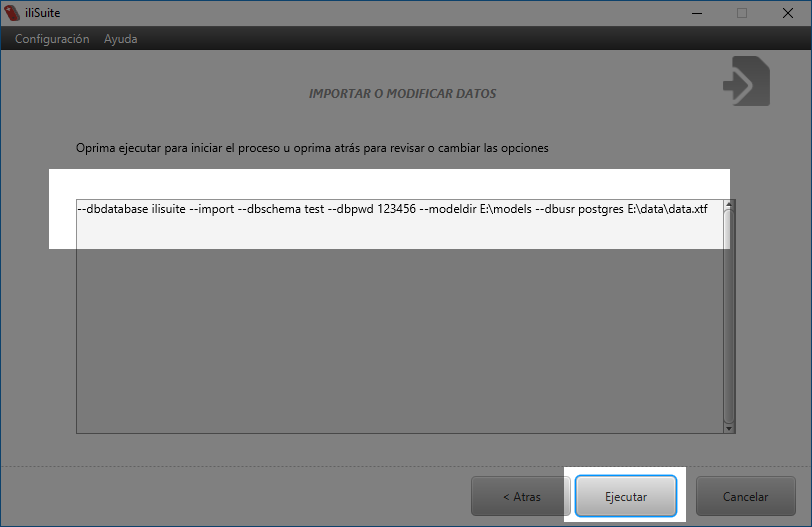 iliSuite
Configuración Ayuda
IMPORTAR O MODIFICAR DATOS
Oprima ejecutar para iniciar el proceso u oprima atrás para revisar o cambiar las opciones
--dbdatabase ilisuite --import --dbschema test --dbpwd 123456 --modeldir E:\models --dbusr postgres E:\data\data.xtf
< Atras Ejecutar Cancelar